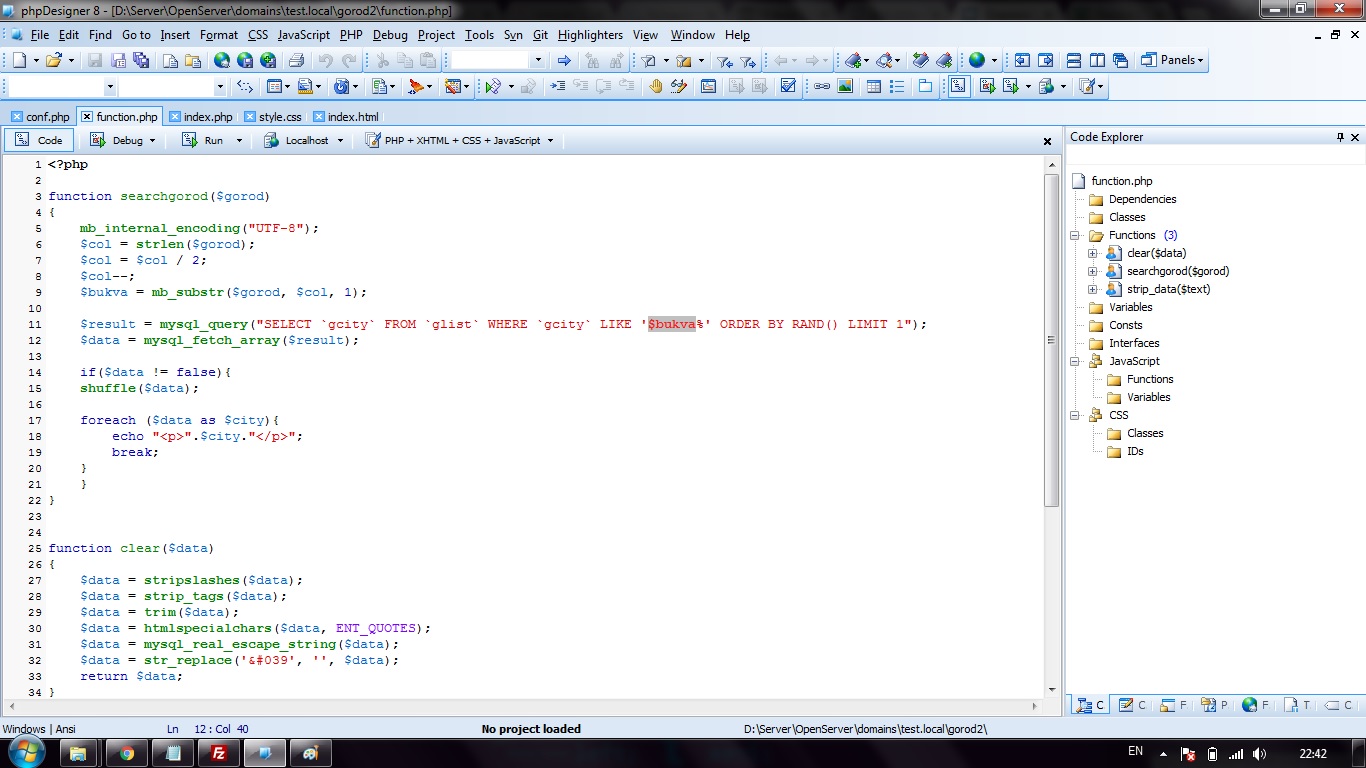 phpDesigner 8 - [D:\Server\OpenServer\domains\test.local\gorod2\function.php]
File Edit Find Go to Insert Format CSS JavaScript PHP Debug Project Tools Syn Git Highlighters View Window Help
Panels
conf.php function.php index.php style.css index.html
Code Debug Run Localhost PHP + XHTML + CSS + JavaScript
1 <?php
2
3 function searchgorod($gorod)
4 {
5 mb_internal_encoding("UTF-8");
6 $col = strlen($gorod);
7 $col = $col / 2;
8 $col--;
9 $bukva = mb_substr($gorod, $col, 1);
10
11 $result = mysql_query("SELECT `gcity` FROM `glist` WHERE `gcity` LIKE '$bukva%' ORDER BY RAND() LIMIT 1");
12 $data = mysql_fetch_array($result);
13
14 if($data != false){
15 shuffle($data);
16
17 foreach ($data as $city){
18 echo "<p>".$city."</p>";
19 break;
20 }
21 }
22 }
23
24
25 function clear($data)
26 {
27 $data = stripslashes($data);
28 $data = strip_tags($data);
29 $data = trim($data);
30 $data = htmlspecialchars($data, ENT_QUOTES);
31 $data = mysql_real_escape_string($data);
32 $data = str_replace('&#039', '', $data);
33 return $data;
34 }
Code Explorer
function.php
Dependencies
Classes
Functions (3)
clear($data)
searchgorod($gorod)
strip_data($text)
Variables
Consts
Interfaces
JavaScript
Functions
Variables
CSS
Classes
IDs
C C F P F T C
Windows | Ansi Ln 12 : Col 40 No project loaded D:\Server\OpenServer\domains\test.local\gorod2\
EN 22:42